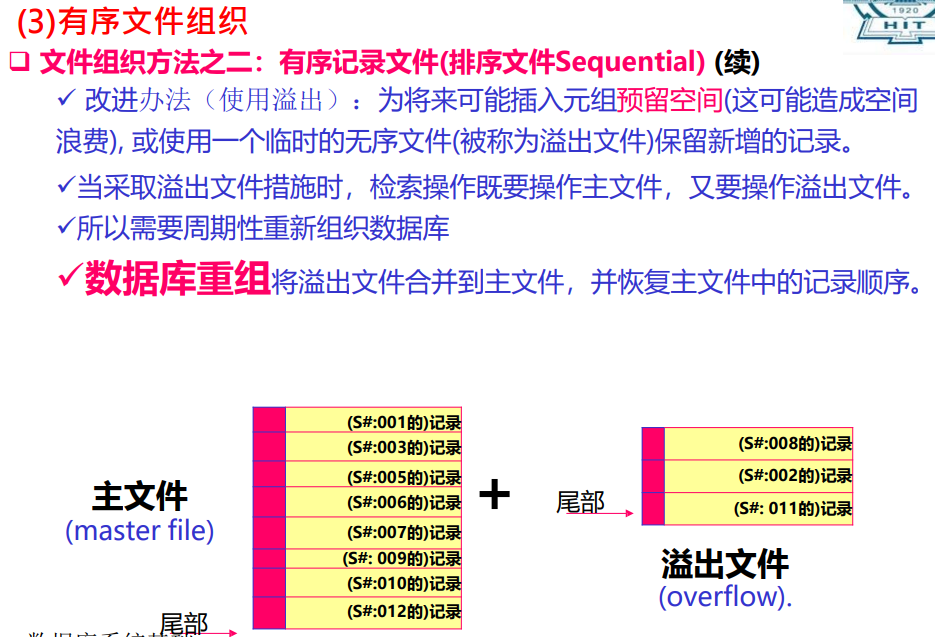 (3)有序文件组织
1920
HIT
❑ 文件组织方法之二：有序记录文件(排序文件Sequential) (续)
✓ 改进办法（使用溢出）：为将来可能插入元组预留空间(这可能造成空间
浪费), 或使用一个临时的无序文件(被称为溢出文件)保留新增的记录。
✓当采取溢出文件措施时，检索操作既要操作主文件，又要操作溢出文件。
✓所以需要周期性重新组织数据库
✓数据库重组将溢出文件合并到主文件，并恢复主文件中的记录顺序。
主文件
(master file)
尾部
(S#:001的)记录
(S#:003的)记录
(S#:005的)记录
(S#:006的)记录
(S#:007的)记录
(S#: 009的)记录
(S#:010的)记录
(S#:012的)记录
+
尾部
(S#:008的)记录
(S#:002的)记录
(S#: 011的)记录
溢出文件
(overflow).